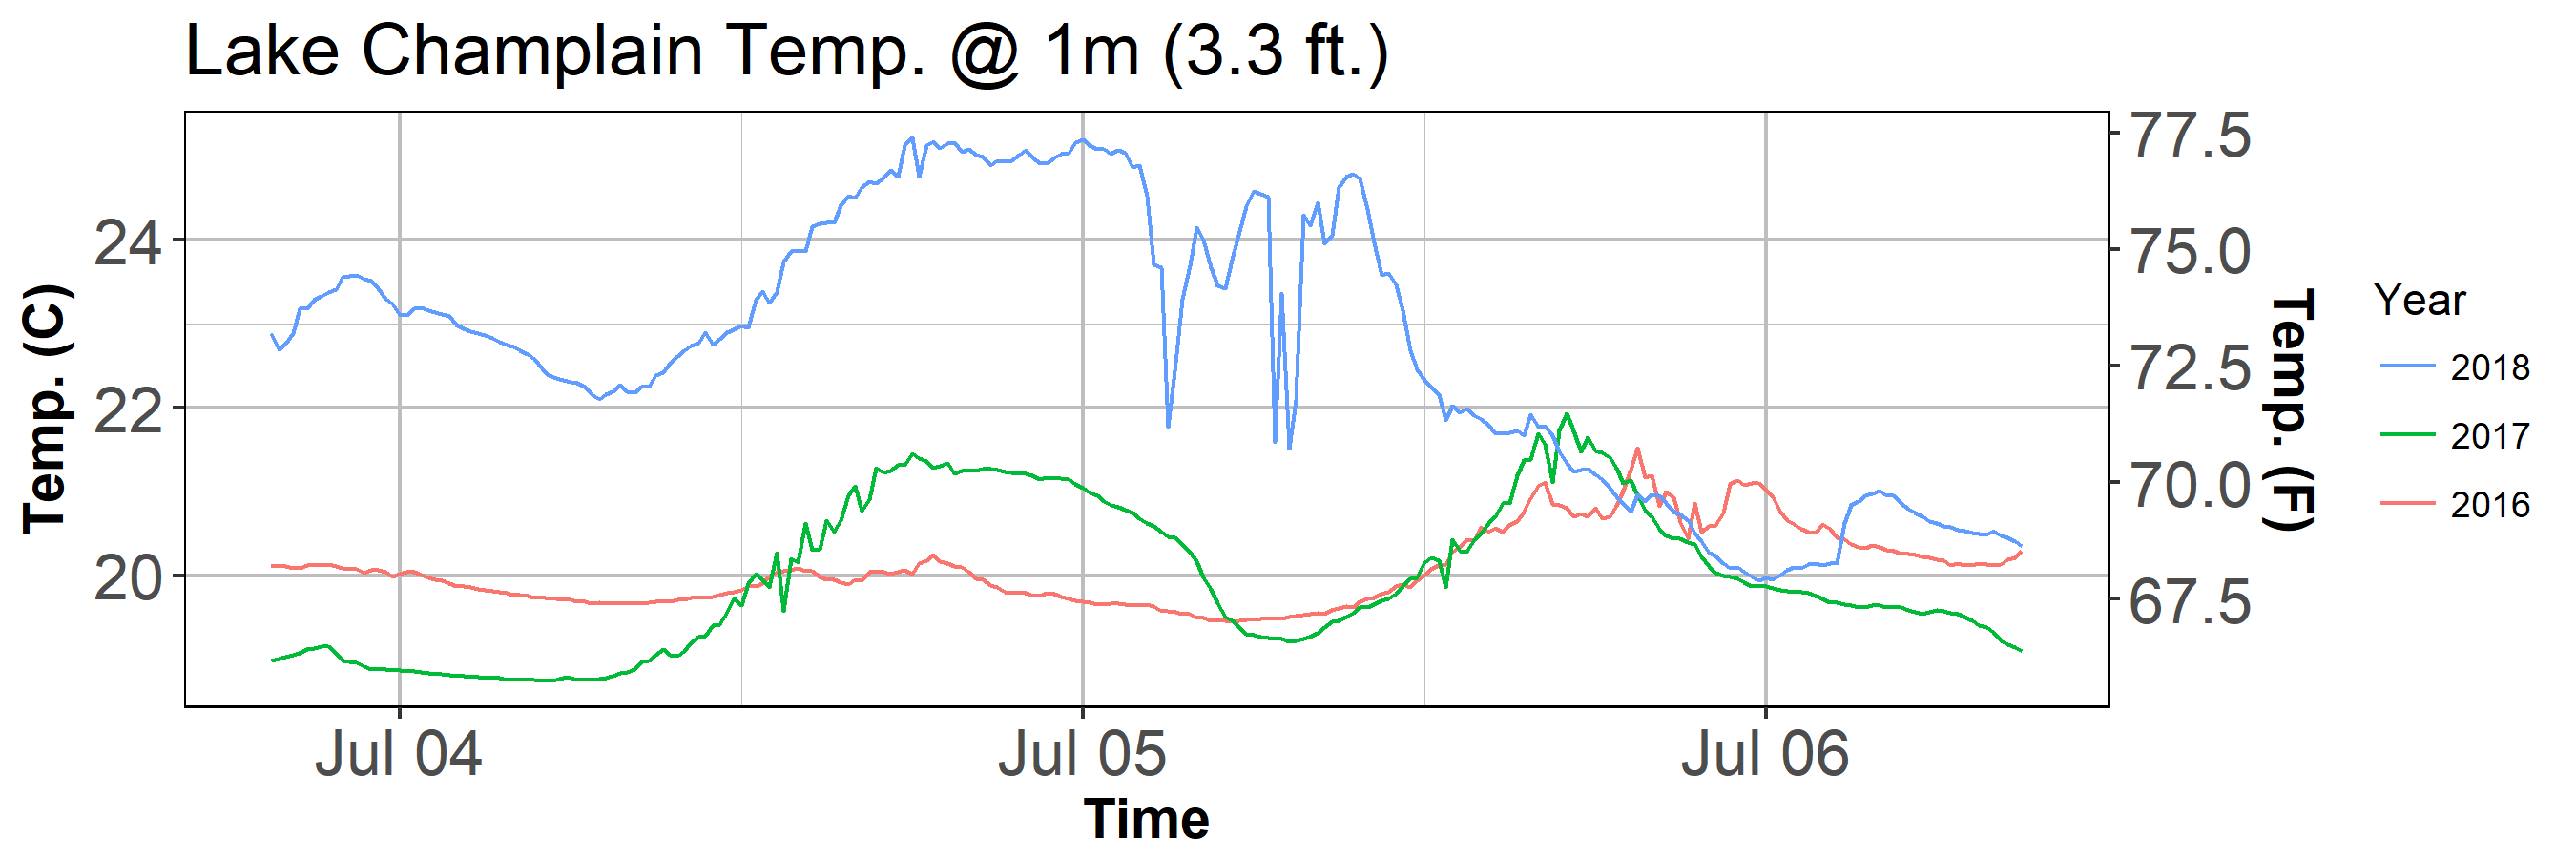 Lake Champlain Temp. @ 1m (3.3 ft.)
Temp. (C)
24
22
20
77.5
75.0
72.5
70.0
67.5
Temp. (F)
Year
2018
2017
2016
Jul 04 Jul 05 Jul 06
Time